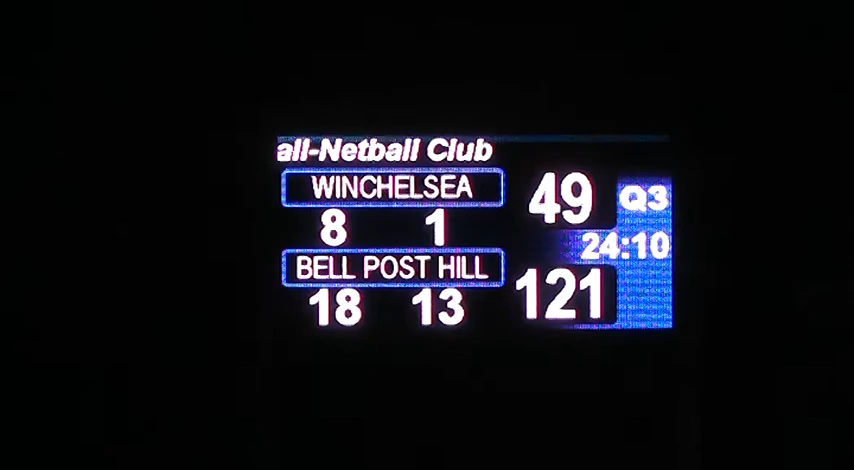 all-Netball Club
WINCHELSEA
8 1 49
Q3
24:10
BELL POST HILL
18 13 121